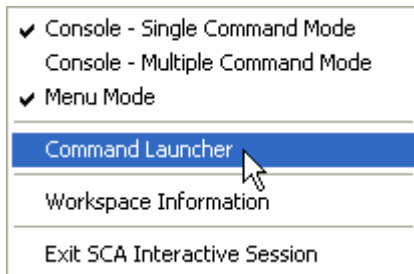 Console - Single Command Mode
Console - Multiple Command Mode
Menu Mode
Command Launcher
Workspace Information
Exit SCA Interactive Session